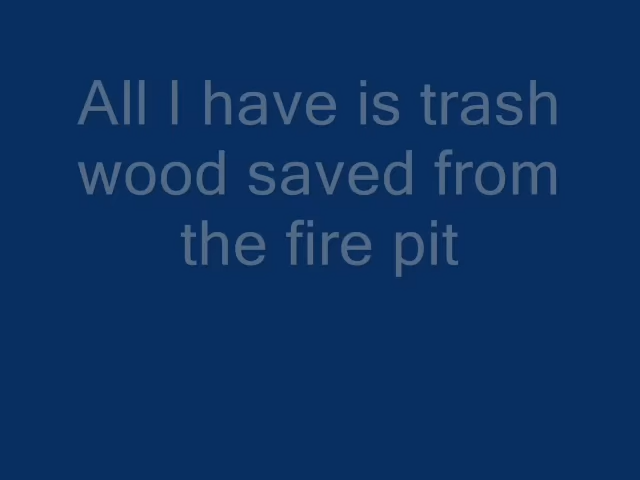 All I have is trash
wood saved from
the fire pit